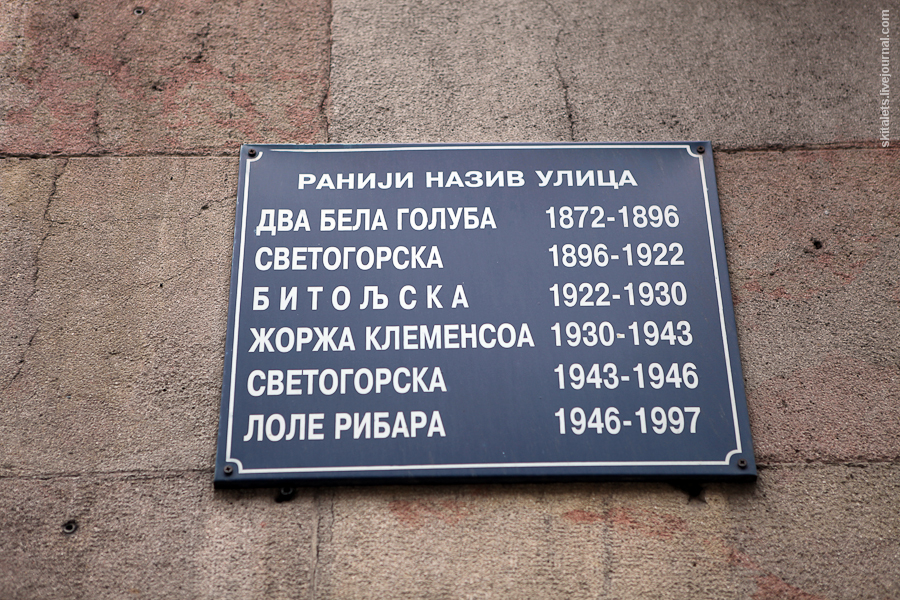 skitalets.livejournal.com
РАНИЈИ НАЗИВ УЛИЦА
ДВА БЕЛА ГОЛУБА 1872-1896
СВЕТОГОРСКА 1896-1922
БИТОЉСКА 1922-1930
ЖОРЖА КЛЕМЕНСОА 1930-1943
СВЕТОГОРСКА 1943-1946
ЛОЛЕ РИБАРА 1946-1997